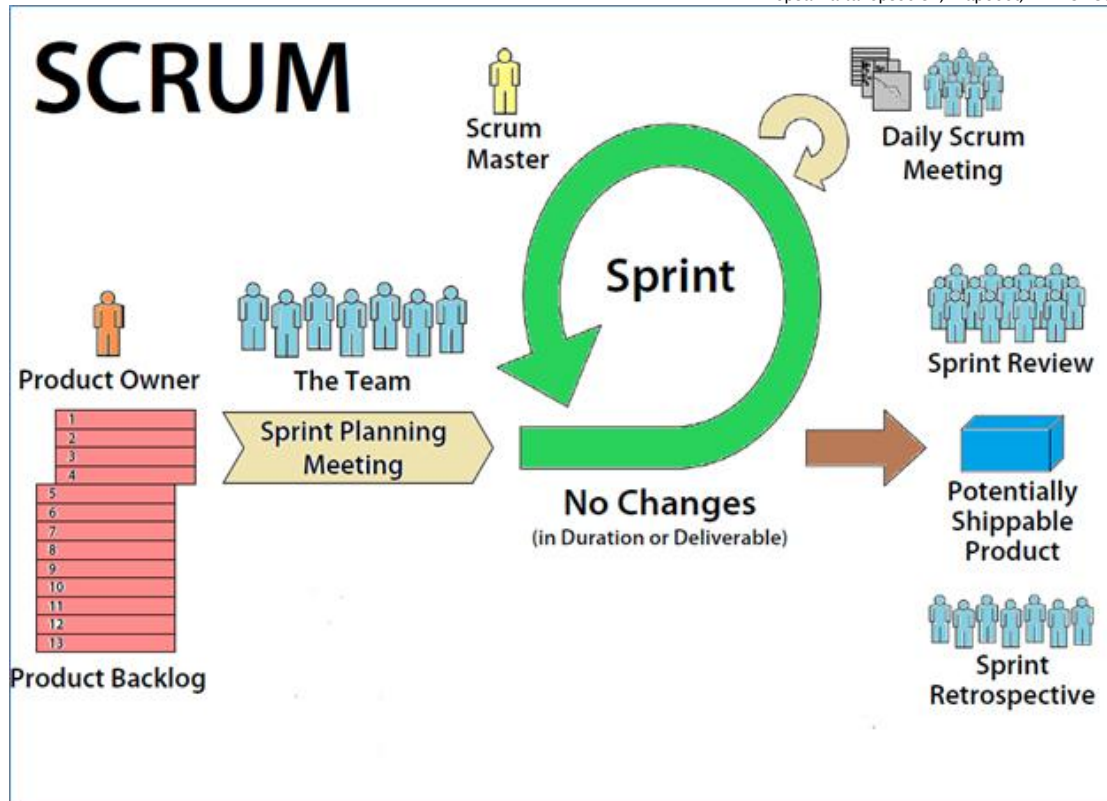 SCRUM
Scrum
Master
Daily Scrum
Meeting
Sprint
Product Owner
The Team
Sprint Review
1
2
3
4
5
6
7
8
9
10
11
12
13
Sprint Planning
Meeting
No Changes
(in Duration or Deliverable)
Potentially
Shippable
Product
Product Backlog
Sprint
Retrospective